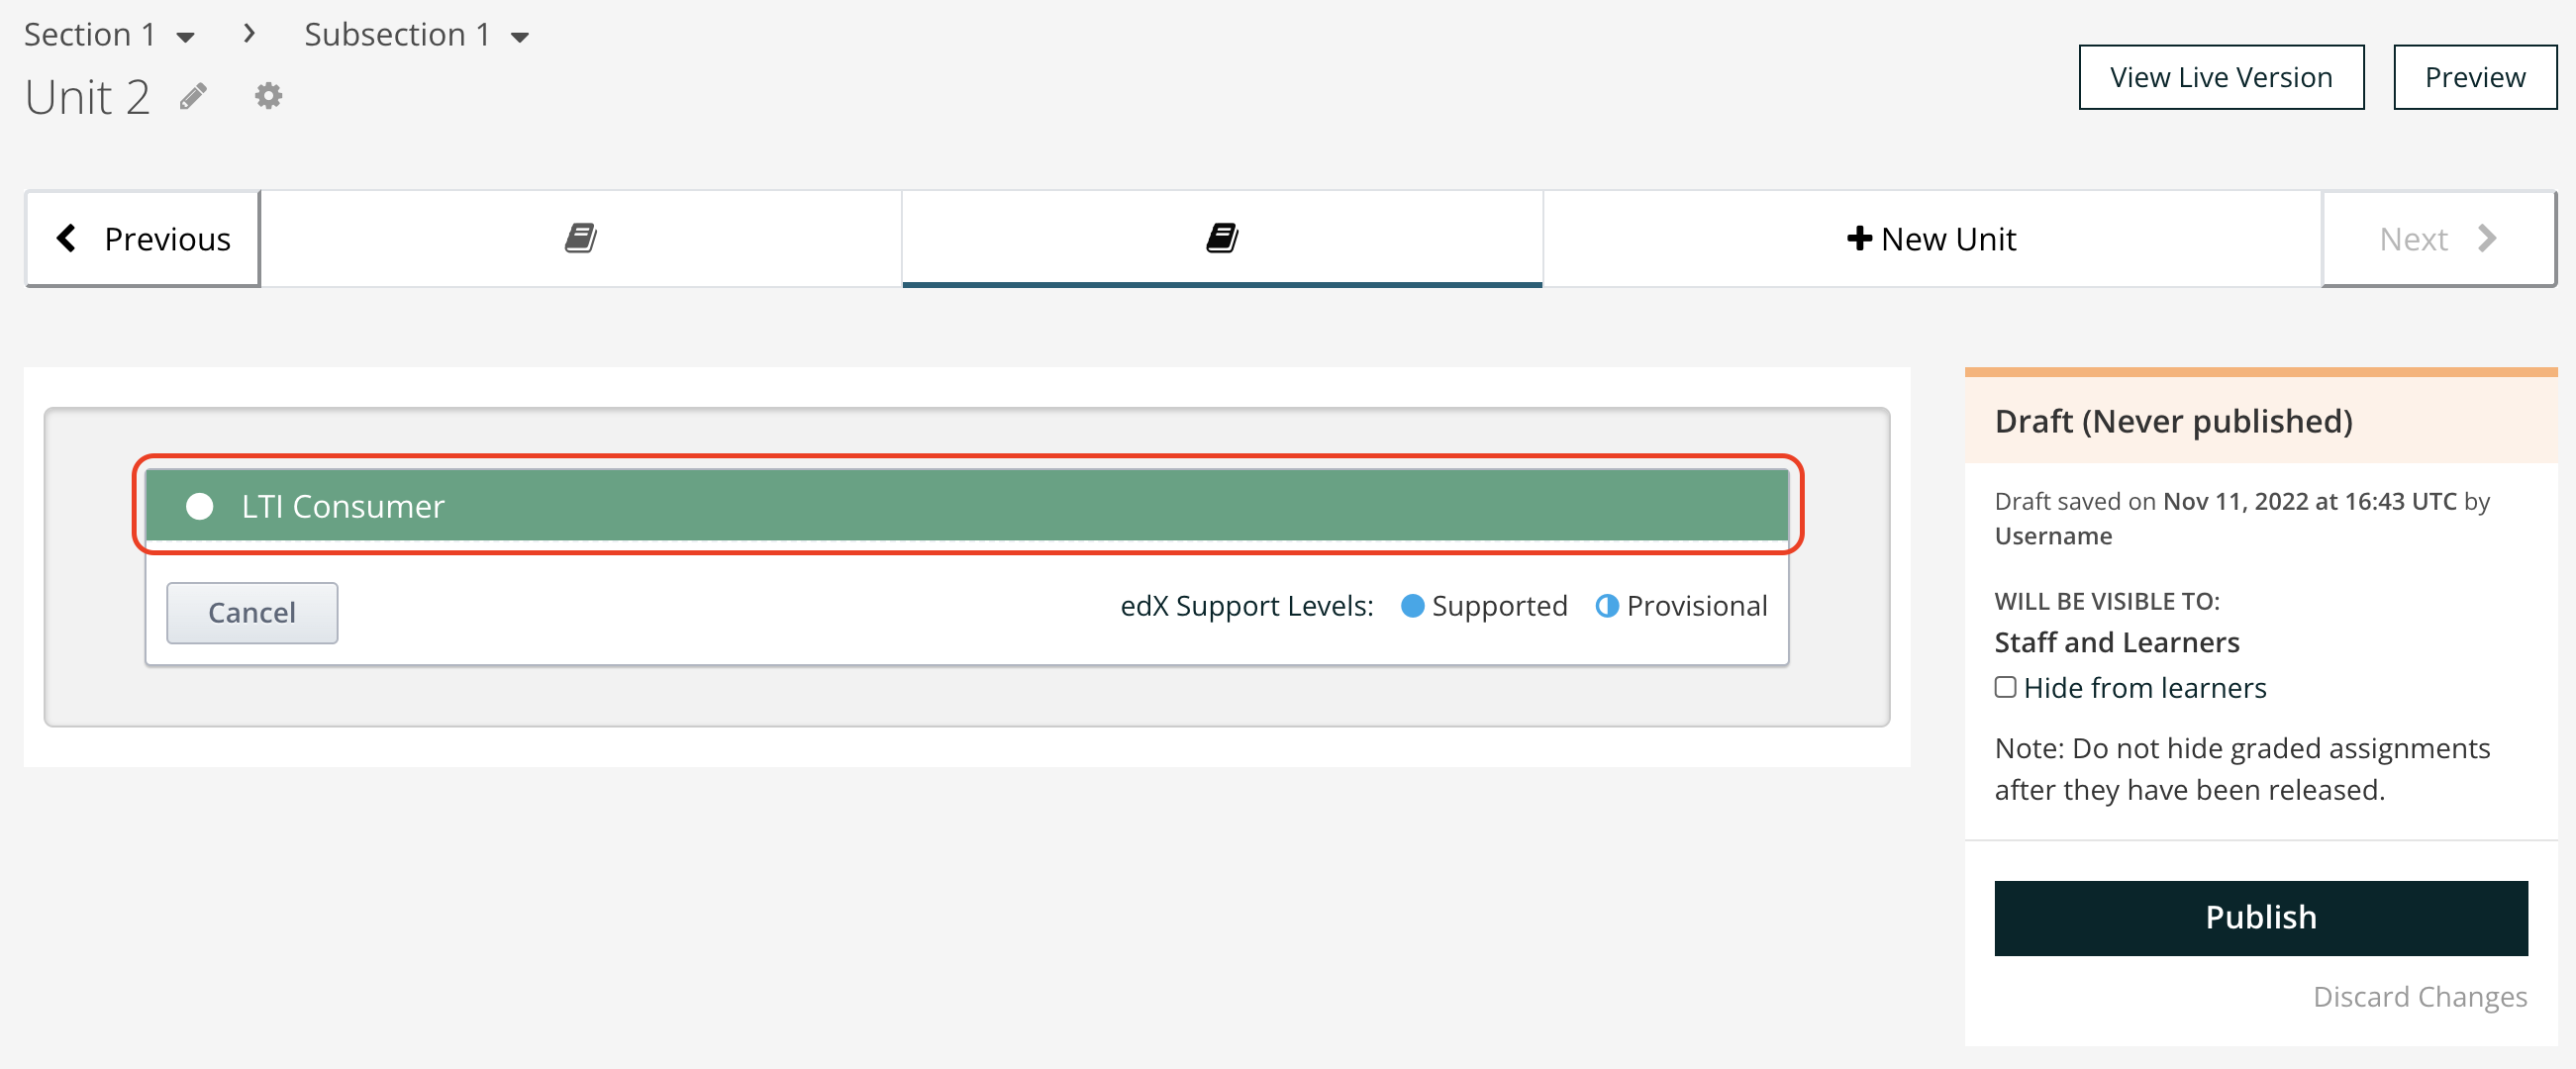 Section 1 Subsection 1
Unit 2
View Live Version
Preview
Previous
New Unit
Next
LTI Consumer
Cancel
edX Support Levels: Supported Provisional
Draft (Never published)
Draft saved on Nov 11, 2022 at 16:43 UTC by
Username
WILL BE VISIBLE TO:
Staff and Learners
Hide from learners
Note: Do not hide graded assignments
after they have been released.
Publish
Discard Changes